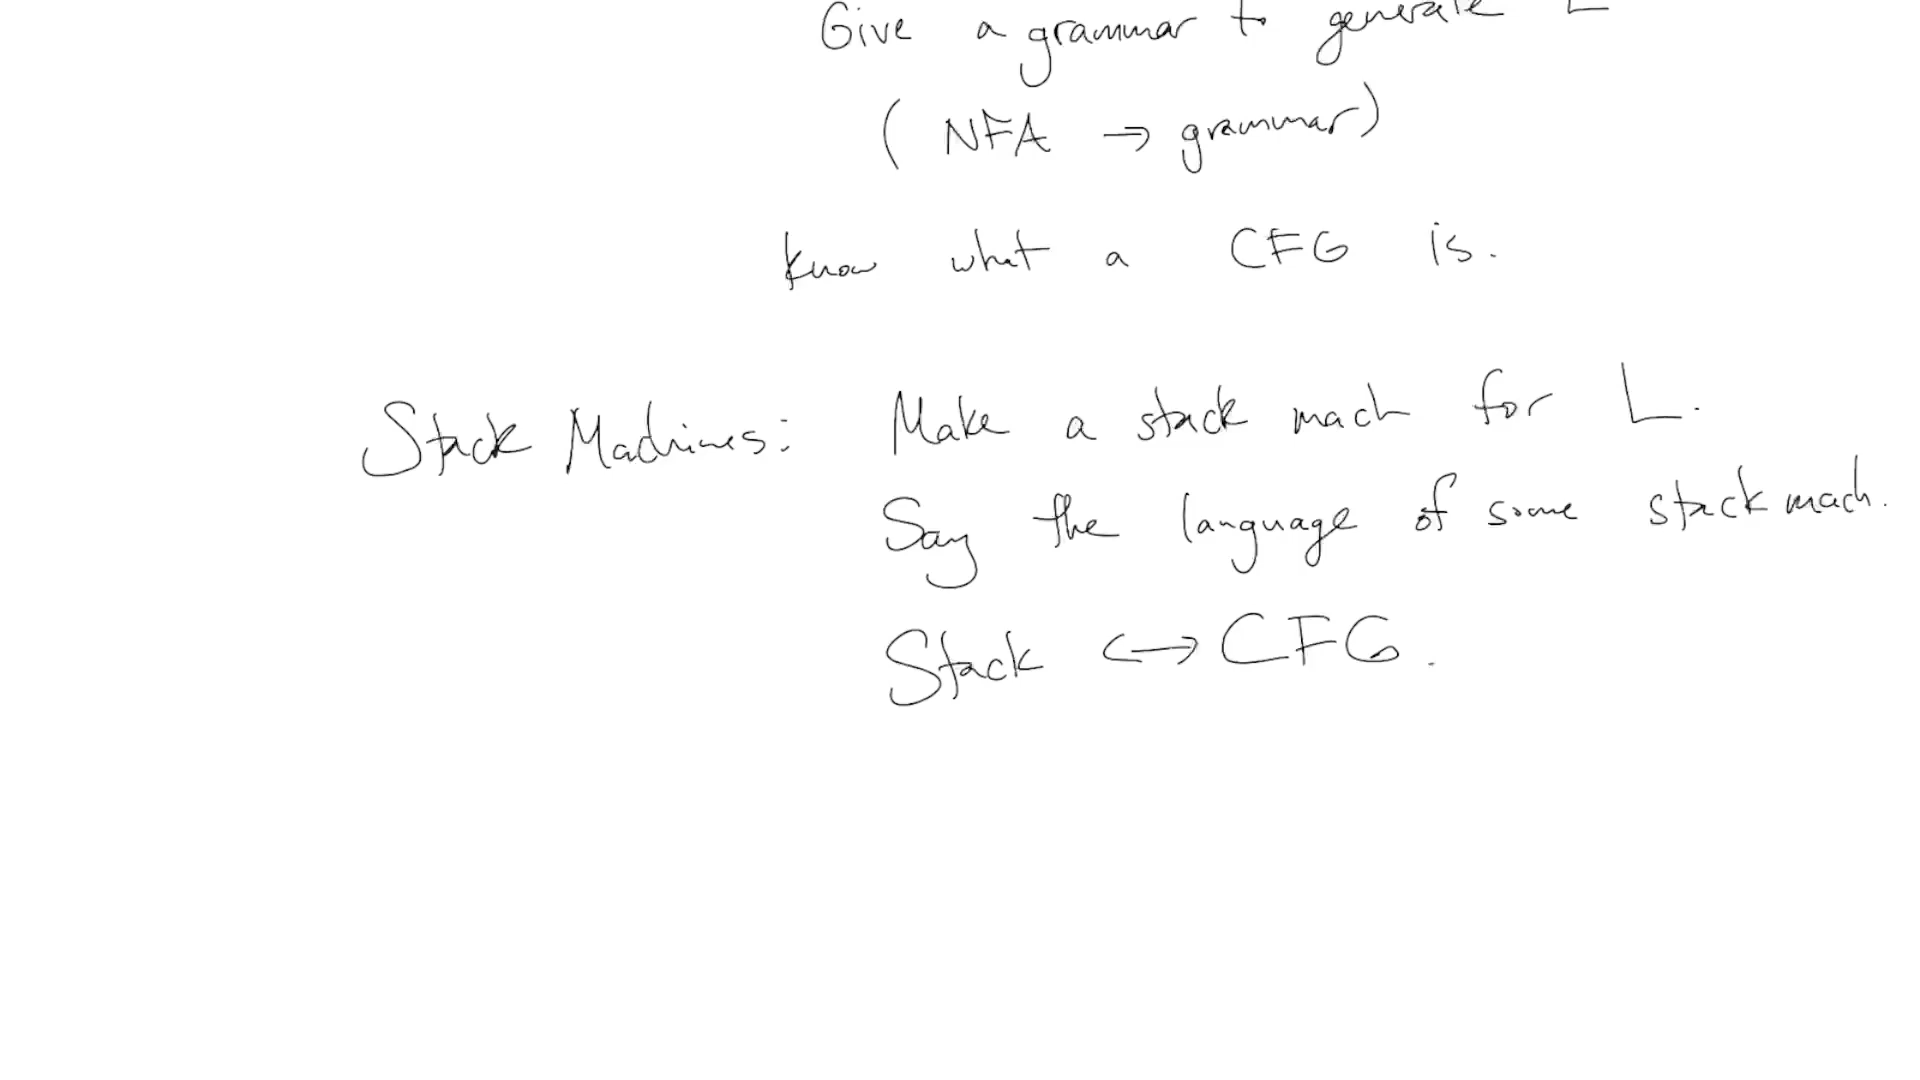 Give a grammar to generate L
( NFA → grammar)
know what a CFG is.
Stack Machines: Make a stack mach for L.
Say the language of some stack mach.
Stack ↔ CFG.